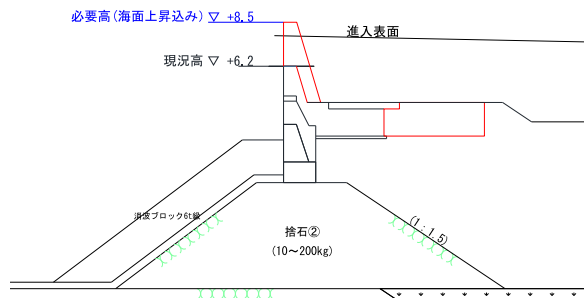 必要高(海面上昇込み) ▽ +8.5
進入表面
現況高 ▽ +6.2
消波ブロック6t級
(1:1.5)
捨石②
(10～200kg)